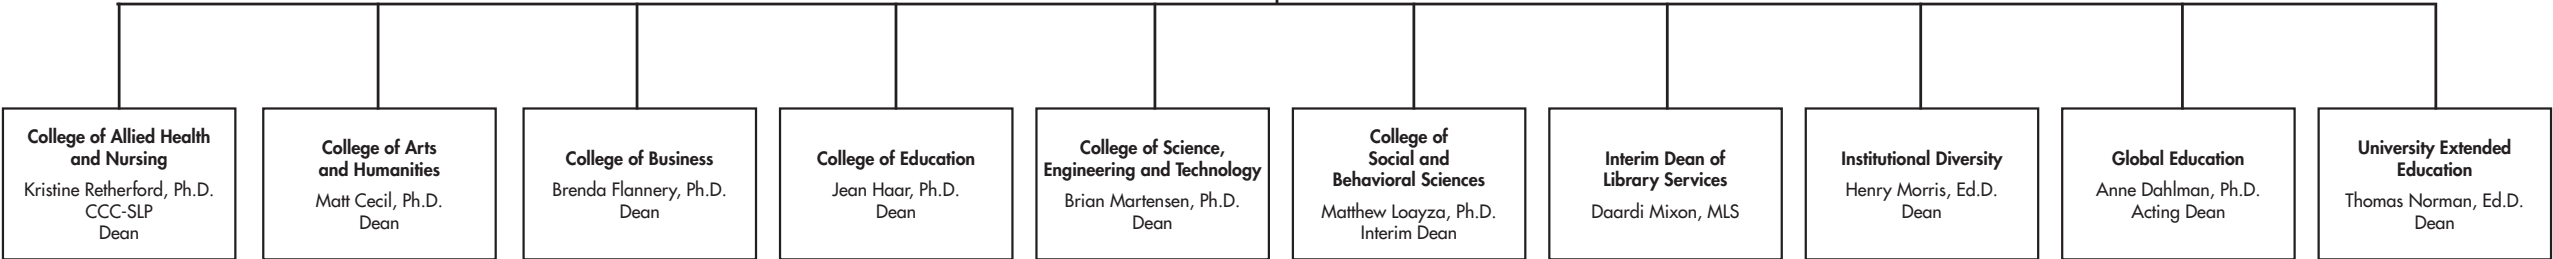 College of Allied Health
and Nursing
Kristine Retherford, Ph.D.
CCC-SLP
Dean
College of Arts
and Humanities
Matt Cecil, Ph.D.
Dean
College of Business
Brenda Flannery, Ph.D.
Dean
College of Education
Jean Haar, Ph.D.
Dean
College of Science,
Engineering and Technology
Brian Martensen, Ph.D.
Dean
College of
Social and
Behavioral Sciences
Matthew Loayza, Ph.D.
Interim Dean
Interim Dean of
Library Services
Daardi Mixon, MLS
Institutional Diversity
Henry Morris, Ed.D.
Dean
Global Education
Anne Dahlman, Ph.D.
Acting Dean
University Extended
Education
Thomas Norman, Ed.D.
Dean